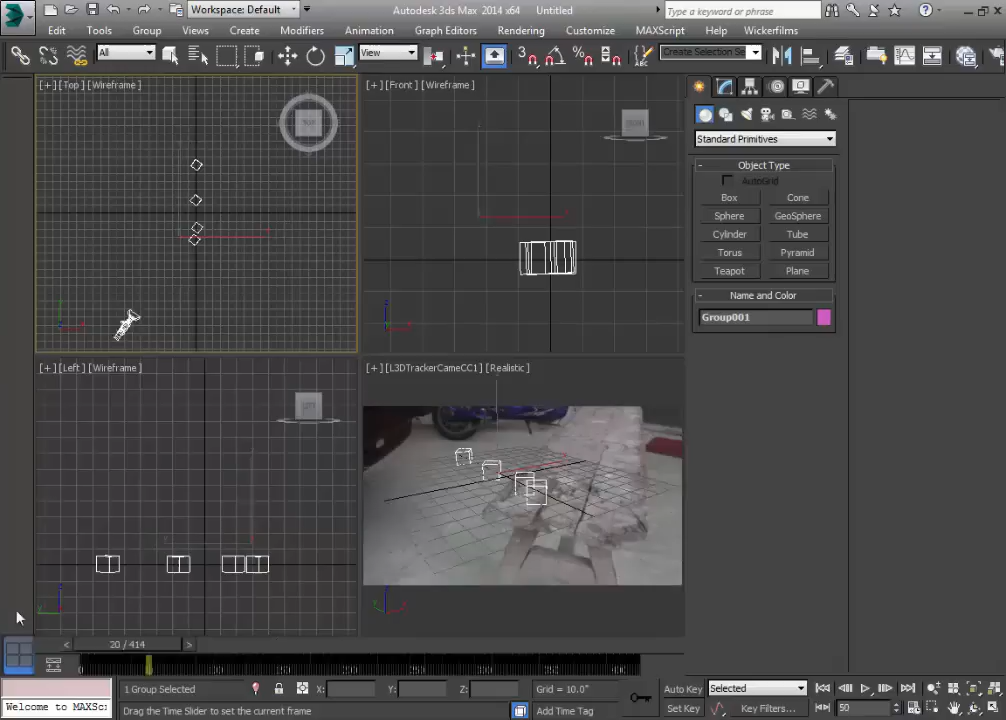 Workspace: Default
Autodesk 3ds Max 2014 x64
Untitled
Type a keyword or phrase
Edit Tools Group Views Create Modifiers Animation Graph Editors Rendering Customize MAXScript Help Wickerfilms
All
View
Create Selection Se
[+] [Top] [Wireframe]
[+] [Front] [Wireframe]
[+] [Left] [Wireframe]
[+] [L3DTrackerCameCC1] [Realistic]
TOP
Standard Primitives
Object Type
AutoGrid
Box Cone
Sphere GeoSphere
Cylinder Tube
Torus Pyramid
Teapot Plane
Name and Color
Group001
< 20 / 414 >
1 Group Selected
X: Y: Z:
Grid = 10.0"
Auto Key
Selected
Welcome to MAXSc
Drag the Time Slider to set the current frame
Add Time Tag
Set Key
Key Filters...
50